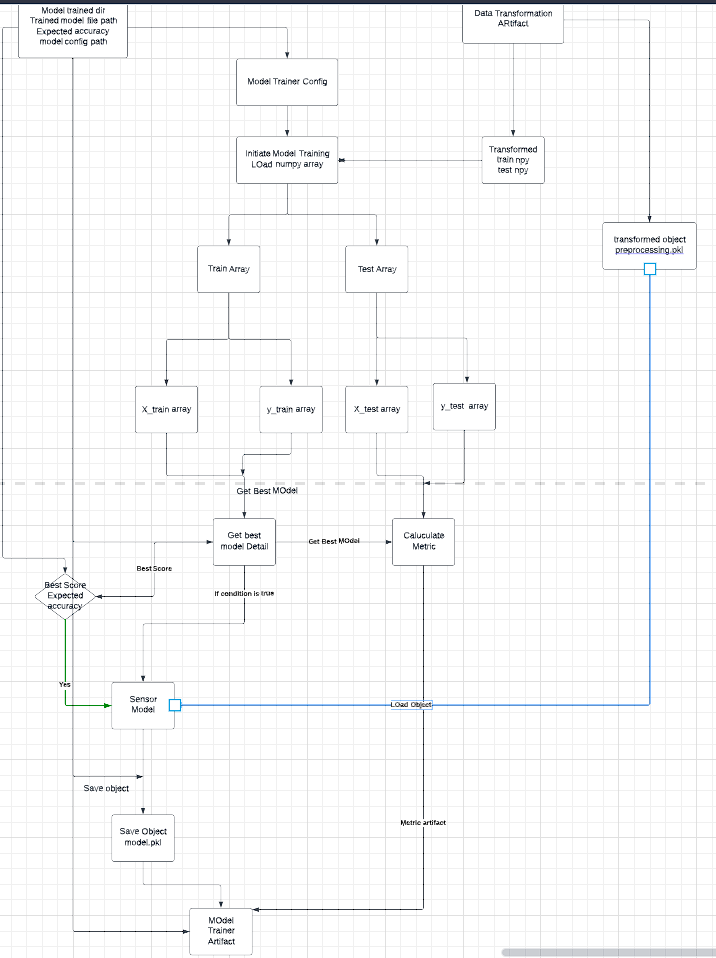 Model trained dir
Trained model file path
Expected accuracy
model config path
Data Transformation
ARtifact
Model Trainer Config
Initiate Model Training
LOad numpy array
Transformed
train npy
test npy
transformed object
preprocessing.pkl
Train Array
Test Array
X_train array
y_train array
X_test array
y_test array
Get Best MOdel
Get best
model Detail
Get Best MOdel
Caluculate
Metric
Best Score
Best Score
Expected
accuracy
If condition is true
Yes
Sensor
Model
LOad Object
Save object
Save Object
model.pkl
Metric artifact
MOdel
Trainer
Artifact